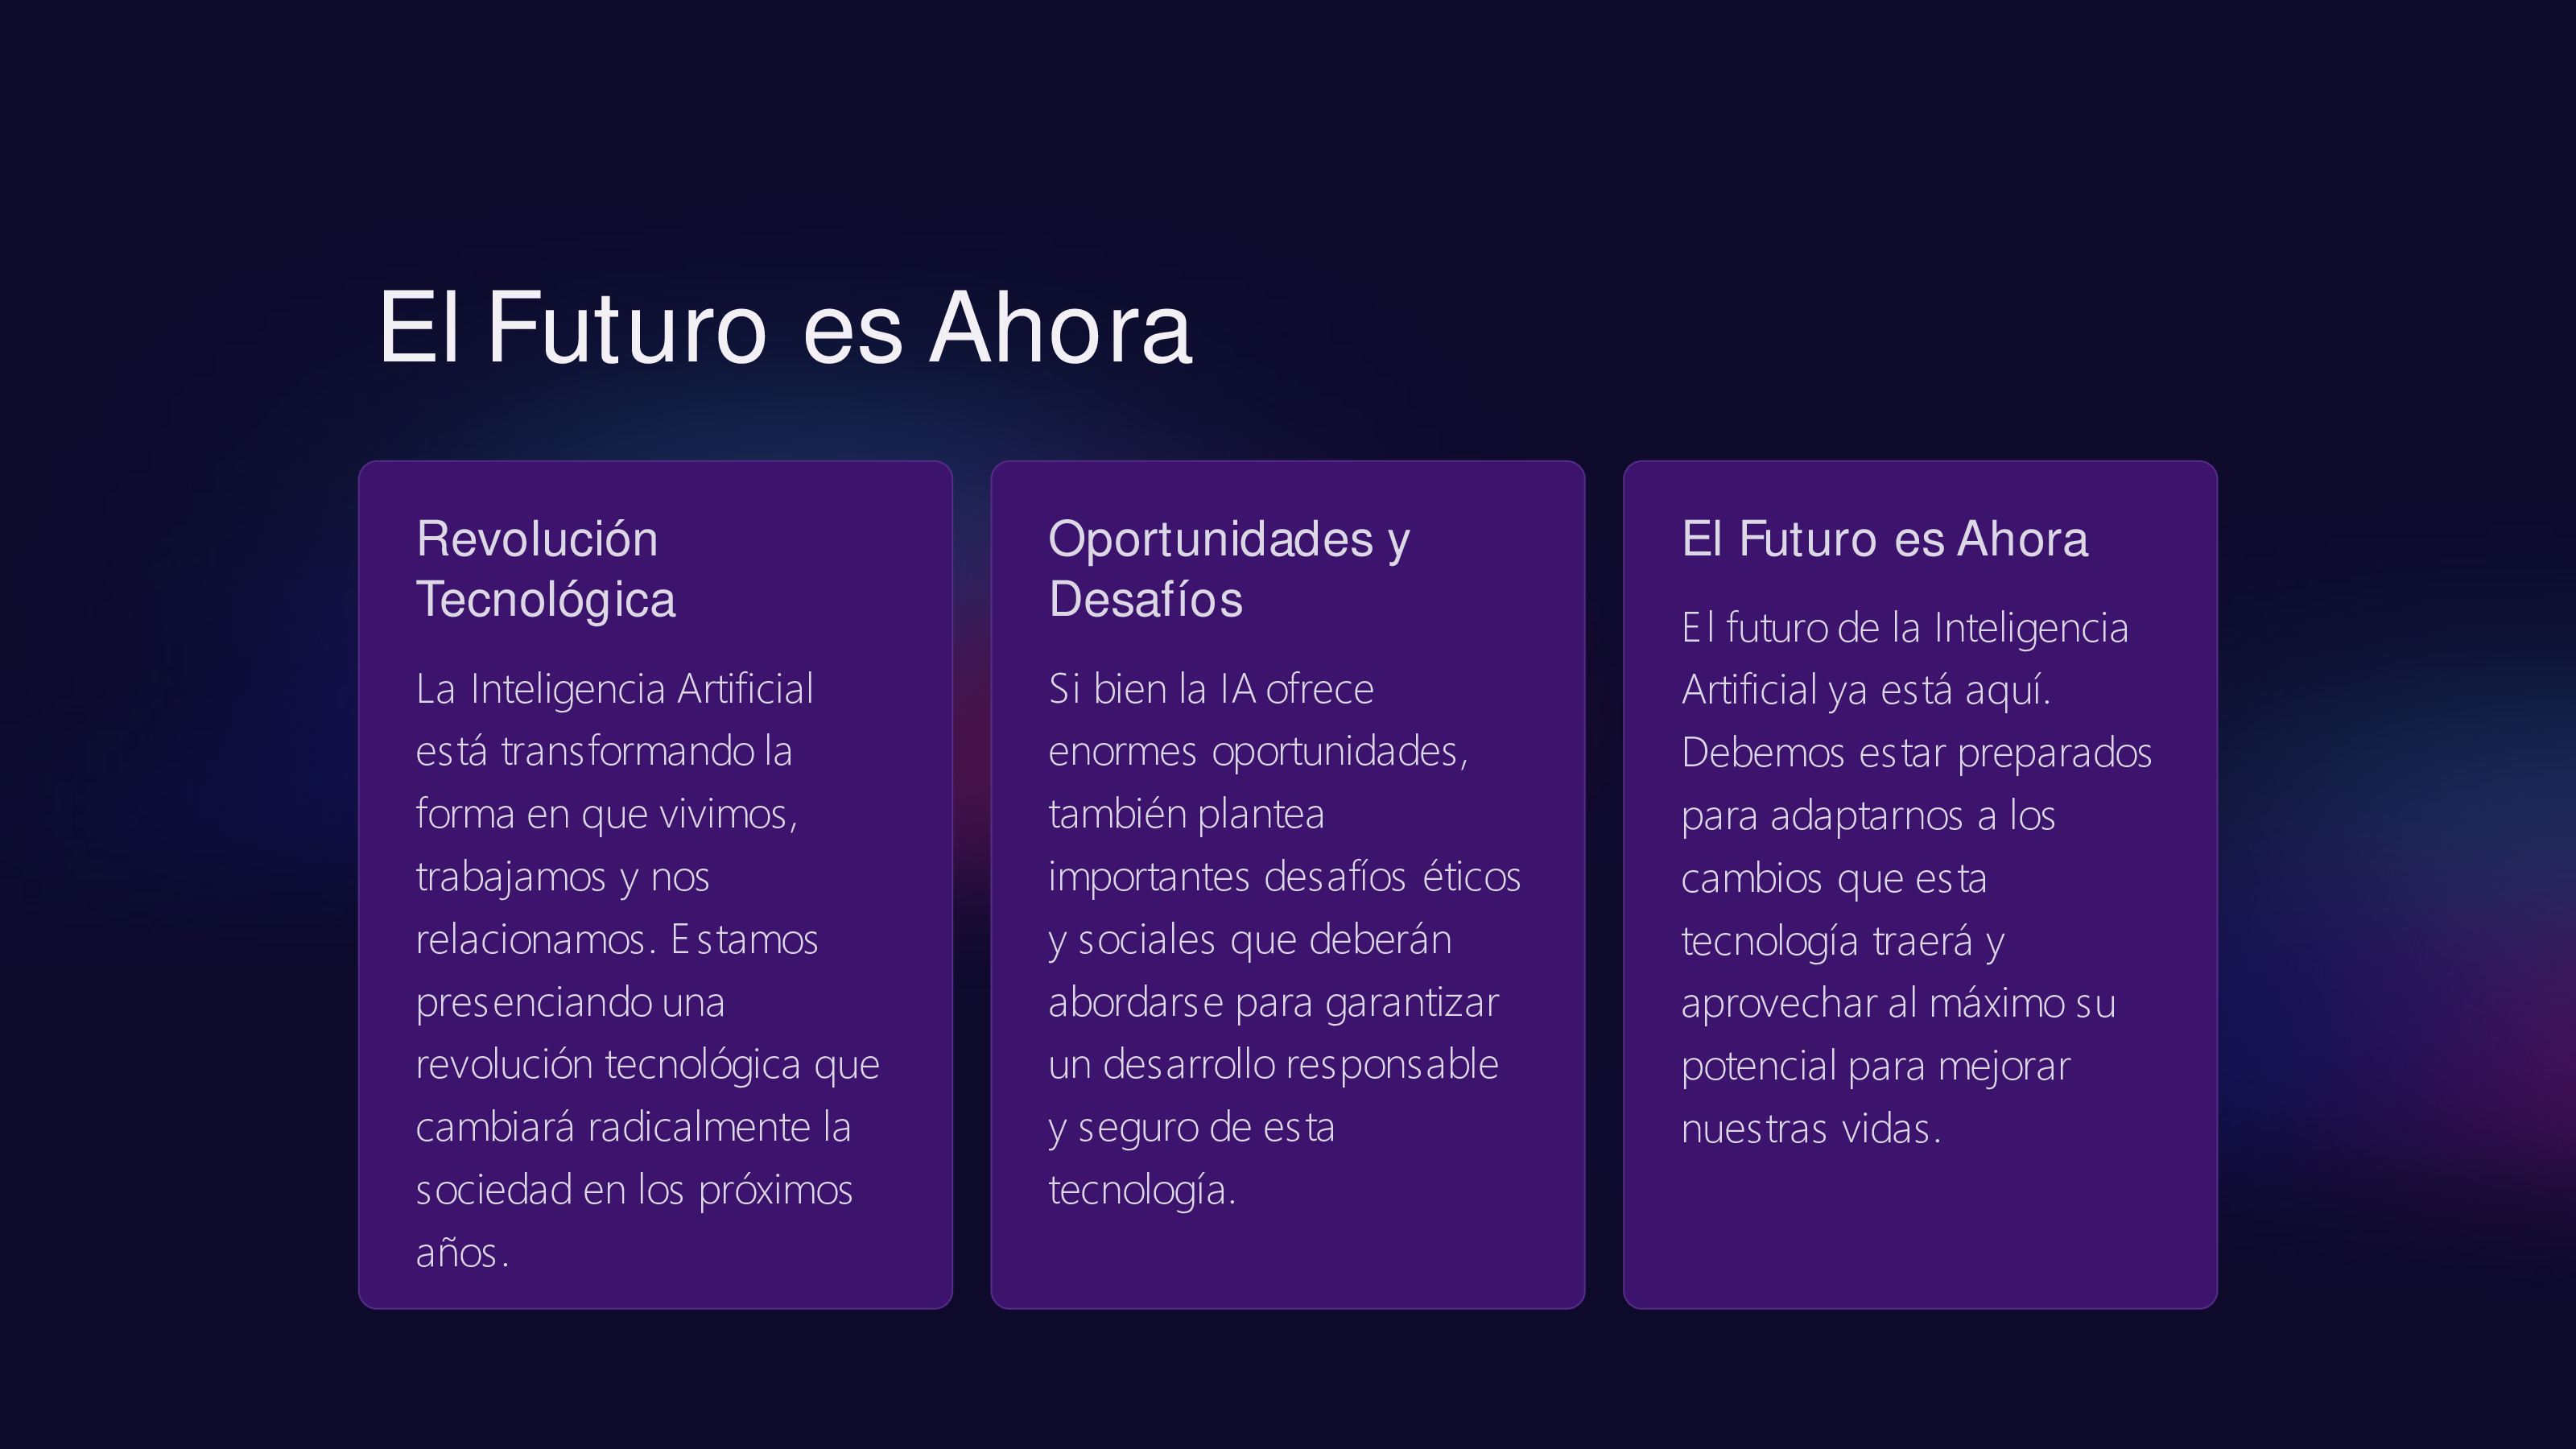 El Futuro es Ahora
Revolución
Tecnológica
La Inteligencia Artificial
está transformando la
forma en que vivimos,
trabajamos y nos
relacionamos. Estamos
presenciando una
revolución tecnológica que
cambiará radicalmente la
sociedad en los próximos
años.
Oportunidades y
Desafíos
Si bien la IA ofrece
enormes oportunidades,
también plantea
importantes desafíos éticos
y sociales que deberán
abordarse para garantizar
un desarrollo responsable
y seguro de esta
tecnología.
El Futuro es Ahora
El futuro de la Inteligencia
Artificial ya está aquí.
Debemos estar preparados
para adaptarnos a los
cambios que esta
tecnología traerá y
aprovechar al máximo su
potencial para mejorar
nuestras vidas.